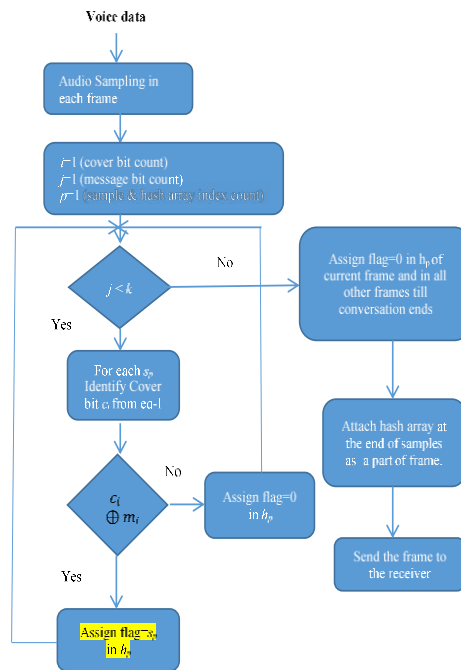 Voice data
Audio Sampling in
each frame
i=1 (cover bit count)
j=1 (message bit count)
p=1 (sample & hash array index count)
j < k
No
Yes
Assign flag=0 in hp of
current frame and in all
other frames till
conversation ends
For each sp
Identify Cover
bit ci from eq-1
Attach hash array at
the end of samples
as a part of frame.
ci
⊕ mi
No
Yes
Assign flag=0
in hp
Send the frame to
the receiver
Assign flag=sp
in hp